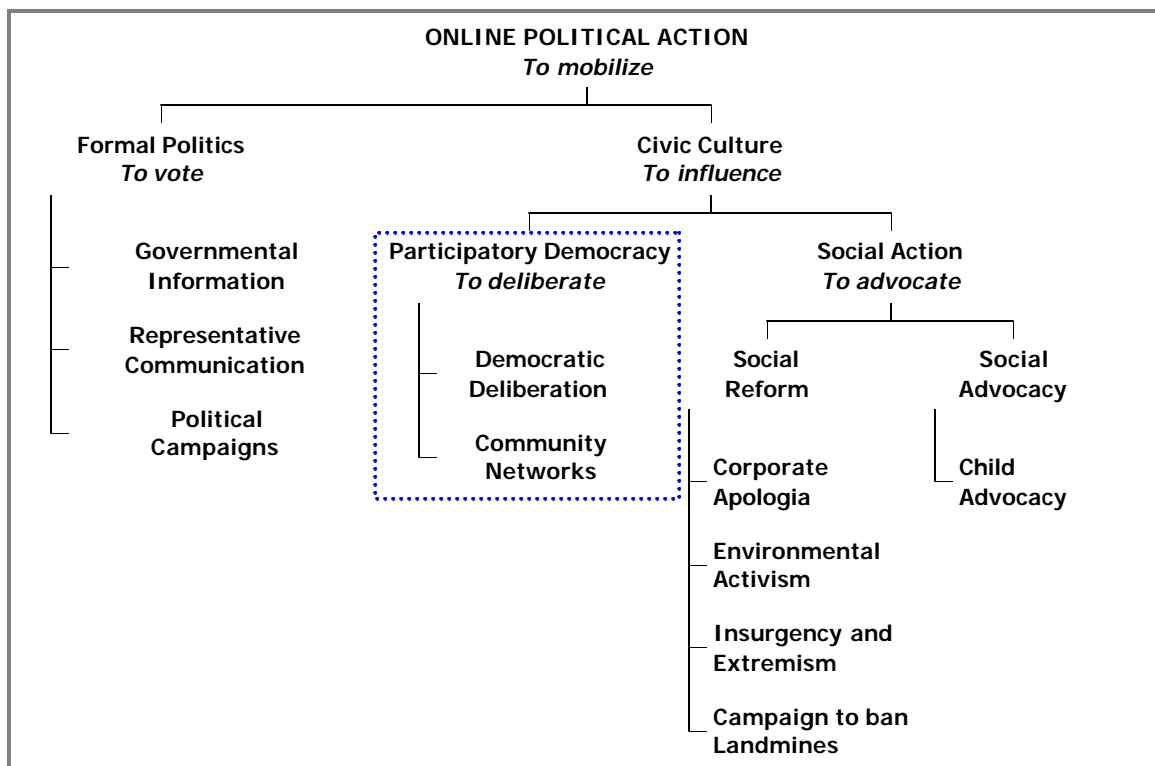 ONLINE POLITICAL ACTION
To mobilize
Formal Politics
To vote
Governmental
Information
Representative
Communication
Political
Campaigns
Civic Culture
To influence
Participatory Democracy
To deliberate
Democratic
Deliberation
Community
Networks
Social Action
To advocate
Social
Reform
Corporate
Apologia
Environmental
Activism
Insurgency and
Extremism
Campaign to ban
Landmines
Social
Advocacy
Child
Advocacy